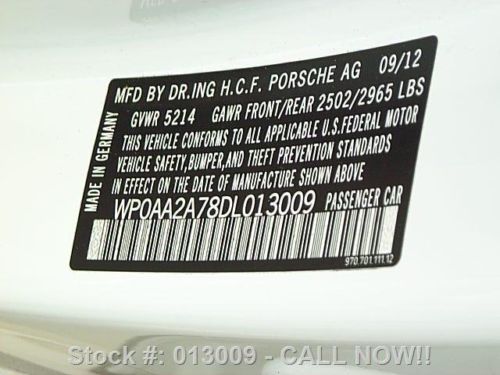 MFD BY DR.ING H.C.F. PORSCHE AG 09/12
GVWR 5214 GAWR FRONT/REAR 2502/2965 LBS
THIS VEHICLE CONFORMS TO ALL APPLICABLE U.S.FEDERAL MOTOR
VEHICLE SAFETY,BUMPER,AND THEFT PREVENTION STANDARDS
IN EFFECT ON THE DATE OF MANUFACTURE SHOWN ABOVE
WP0AA2A78DL013009 PASSENGER CAR
MADE IN GERMANY
970.701.111.12
Stock #: 013009 - CALL NOW!!